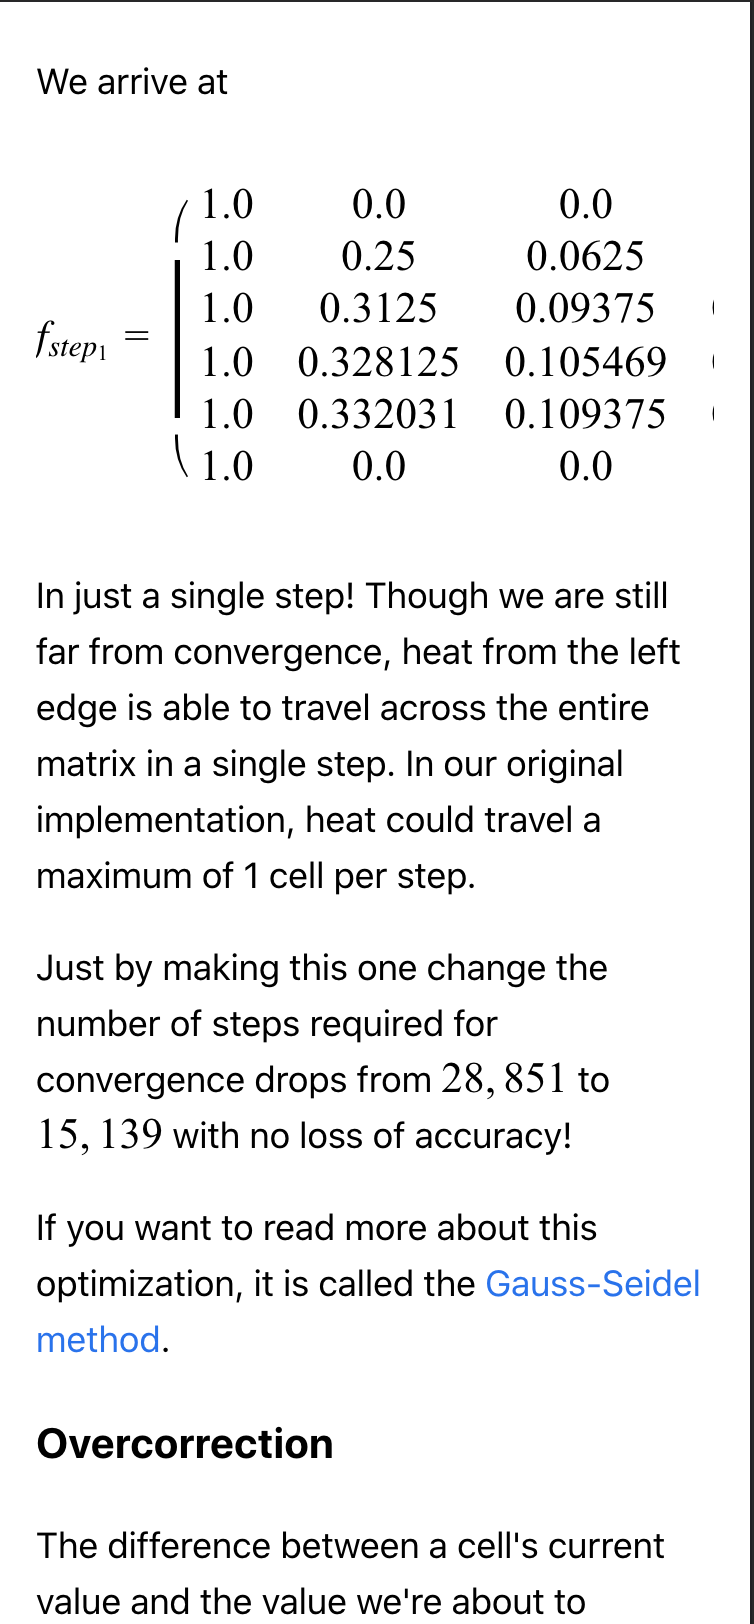 We arrive at
1.0 0.0 0.0
1.0 0.25 0.0625
f_step1 = 1.0 0.3125 0.09375
1.0 0.328125 0.105469
1.0 0.332031 0.109375
1.0 0.0 0.0
In just a single step! Though we are still
far from convergence, heat from the left
edge is able to travel across the entire
matrix in a single step. In our original
implementation, heat could travel a
maximum of 1 cell per step.
Just by making this one change the
number of steps required for
convergence drops from 28, 851 to
15, 139 with no loss of accuracy!
If you want to read more about this
optimization, it is called the Gauss-Seidel
method.
Overcorrection
The difference between a cell's current
value and the value we're about to